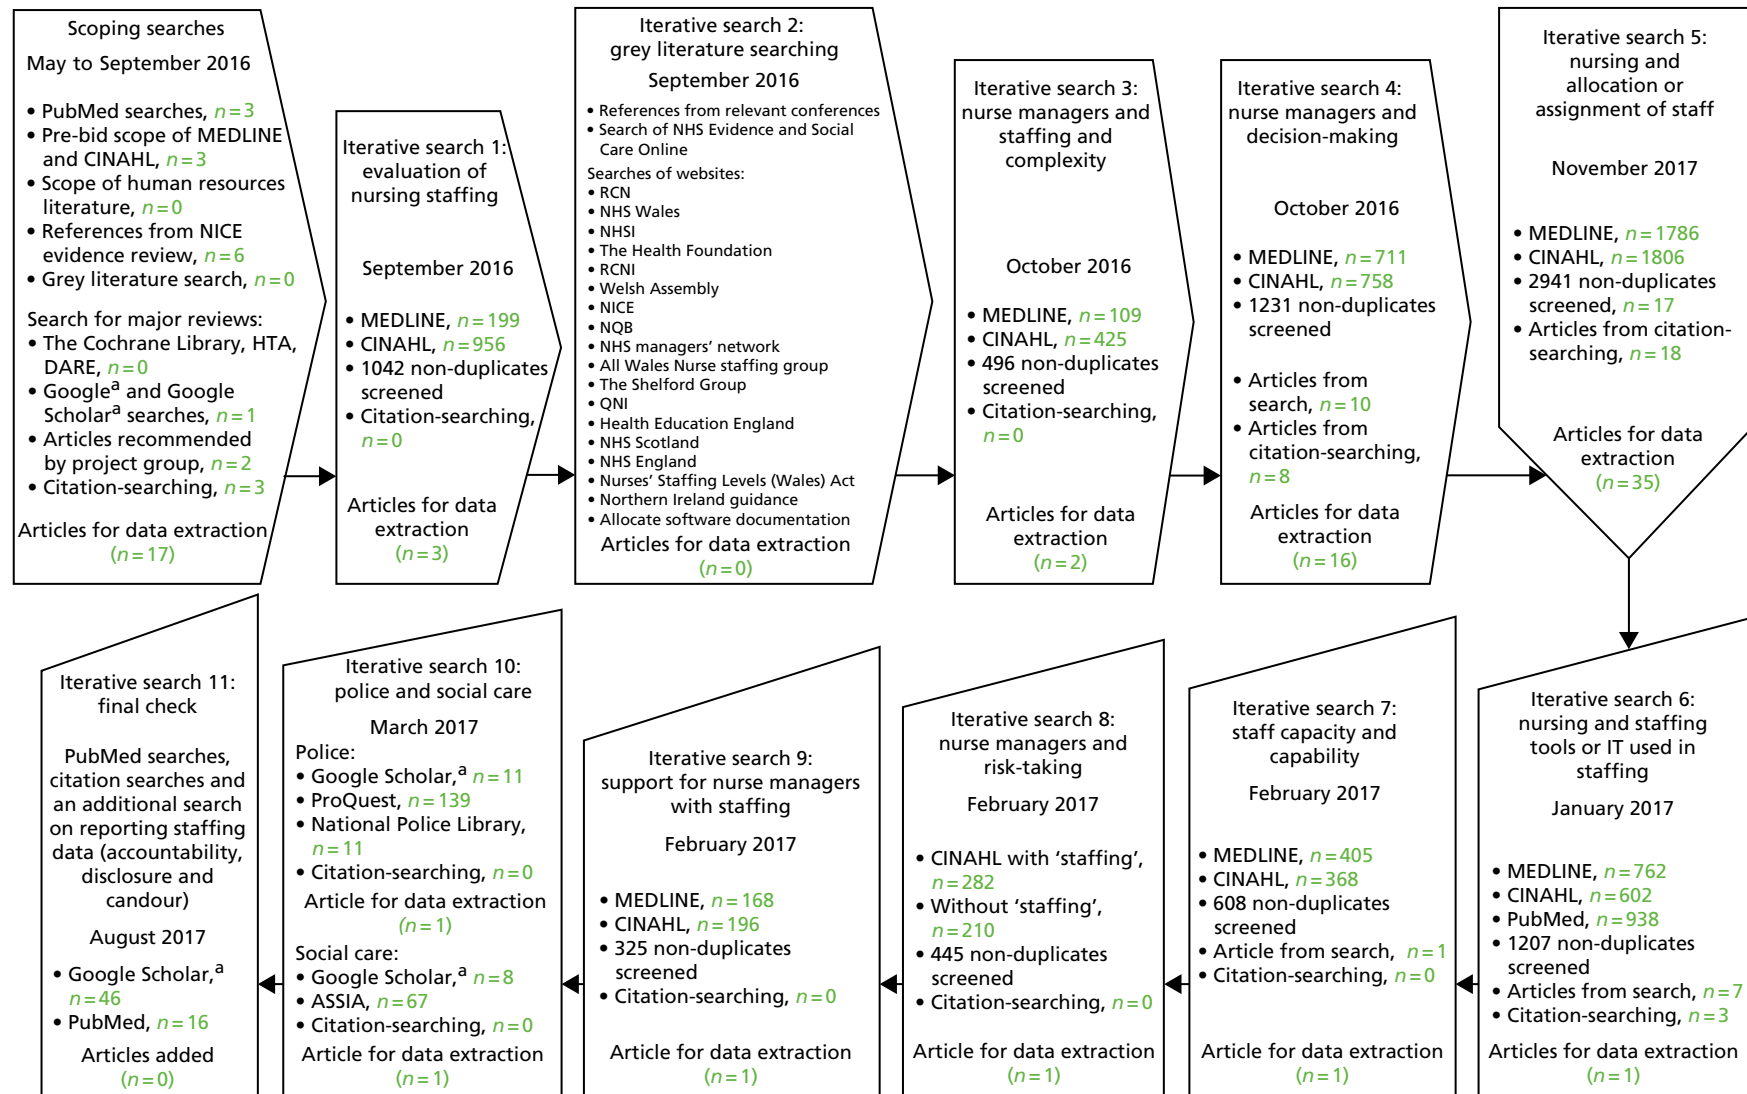 Scoping searches
May to September 2016
• PubMed searches, n=3
• Pre-bid scope of MEDLINE
and CINAHL, n=3
• Scope of human resources
literature, n=0
• References from NICE
evidence review, n=6
• Grey literature search, n=0
Search for major reviews:
• The Cochrane Library, HTA,
DARE, n=0
• Googleᵃ and Google
Scholarᵃ searches, n=1
• Articles recommended
by project group, n=2
• Citation-searching, n=3
Articles for data extraction
(n=17)
Iterative search 1:
evaluation of
nursing staffing
September 2016
• MEDLINE, n=199
• CINAHL, n=956
• 1042 non-duplicates
screened
• Citation-searching,
n=0
Articles for data
extraction
(n=3)
Iterative search 2:
grey literature searching
September 2016
• References from relevant conferences
• Search of NHS Evidence and Social
Care Online
Searches of websites:
• RCN
• NHS Wales
• NHSI
• The Health Foundation
• RCNI
• Welsh Assembly
• NICE
• NQB
• NHS managers’ network
• All Wales Nurse staffing group
• The Shelford Group
• QNI
• Health Education England
• NHS Scotland
• NHS England
• Nurses’ Staffing Levels (Wales) Act
• Northern Ireland guidance
• Allocate software documentation
Articles for data extraction
(n=0)
Iterative search 3:
nurse managers and
staffing and
complexity
October 2016
• MEDLINE, n=109
• CINAHL, n=425
• 496 non-duplicates
screened
• Citation-searching,
n=0
Articles for data
extraction
(n=2)
Iterative search 4:
nurse managers and
decision-making
October 2016
• MEDLINE, n=711
• CINAHL, n=758
• 1231 non-duplicates
screened
• Articles from
search, n=10
• Articles from
citation-searching,
n=8
Articles for data
extraction
(n=16)
Iterative search 5:
nursing and
allocation or
assignment of staff
November 2017
• MEDLINE, n=1786
• CINAHL, n=1806
• 2941 non-duplicates
screened, n=17
• Articles from citation-
searching, n=18
Articles for data
extraction
(n=35)
Iterative search 6:
nursing and staffing
tools or IT used in
staffing
January 2017
• MEDLINE, n=762
• CINAHL, n=602
• PubMed, n=938
• 1207 non-duplicates
screened
• Articles from search, n=7
• Citation-searching, n=3
Articles for data extraction
(n=1)
Iterative search 7:
staff capacity and
capability
February 2017
• MEDLINE, n=405
• CINAHL, n=368
• 608 non-duplicates
screened
• Article from search, n=1
• Citation-searching, n=0
Article for data extraction
(n=1)
Iterative search 8:
nurse managers and
risk-taking
February 2017
• CINAHL with ‘staffing’,
n=282
• Without ‘staffing’,
n=210
• 445 non-duplicates
screened
• Citation-searching, n=0
Article for data extraction
(n=1)
Iterative search 9:
support for nurse managers
with staffing
February 2017
• MEDLINE, n=168
• CINAHL, n=196
• 325 non-duplicates
screened
• Citation-searching, n=0
Article for data extraction
(n=1)
Iterative search 10:
police and social care
March 2017
Police:
• Google Scholar,ᵃ n=11
• ProQuest, n=139
• National Police Library,
n=11
• Citation-searching, n=0
Article for data extraction
(n=1)
Social care:
• Google Scholar,ᵃ n=8
• ASSIA, n=67
• Citation-searching, n=0
Article for data extraction
(n=1)
Iterative search 11:
final check
PubMed searches,
citation searches and
an additional search
on reporting staffing
data (accountability,
disclosure and
candour)
August 2017
• Google Scholar,ᵃ
n=46
• PubMed, n=16
Articles added
(n=0)